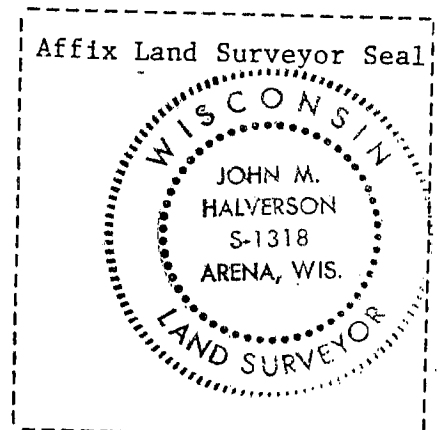 Affix Land Surveyor Seal
WISCONSIN
JOHN M.
HALVERSON
S-1318
ARENA, WIS.
LAND SURVEYOR